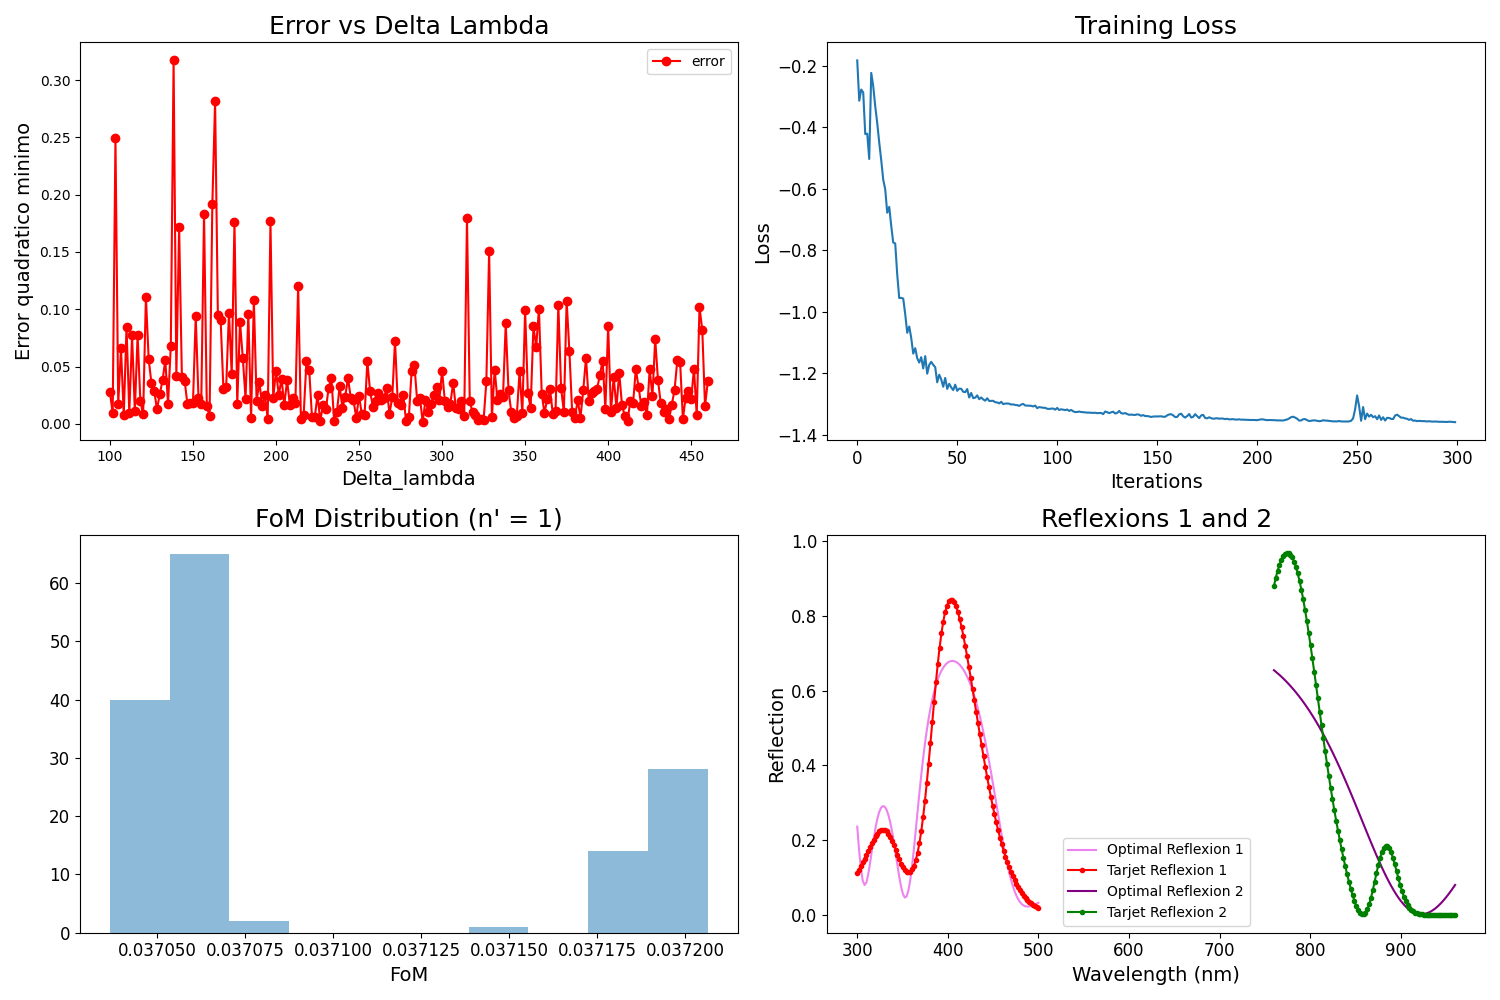 Error vs Delta Lambda
Error quadratico minimo
0.30
0.25
0.20
0.15
0.10
0.05
0.00
error
100 150 200 250 300 350 400 450
Delta_lambda
Training Loss
Loss
−0.2
−0.4
−0.6
−0.8
−1.0
−1.2
−1.4
0 50 100 150 200 250 300
Iterations
FoM Distribution (n' = 1)
60
50
40
30
20
10
0
0.037050 0.037075 0.037100 0.037125 0.037150 0.037175 0.037200
FoM
Reflexions 1 and 2
Reflection
1.0
0.8
0.6
0.4
0.2
0.0
Optimal Reflexion 1
Tarjet Reflexion 1
Optimal Reflexion 2
Tarjet Reflexion 2
300 400 500 600 700 800 900
Wavelength (nm)